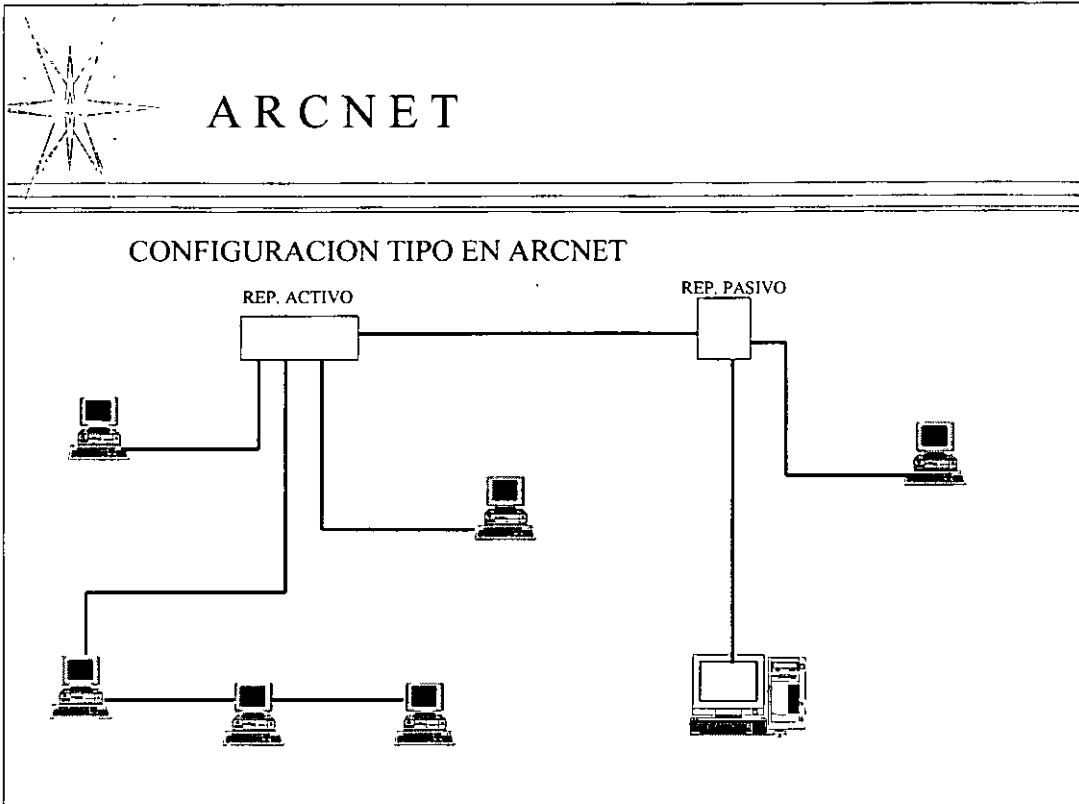 ARCNET
CONFIGURACION TIPO EN ARCNET
REP. ACTIVO
REP. PASIVO